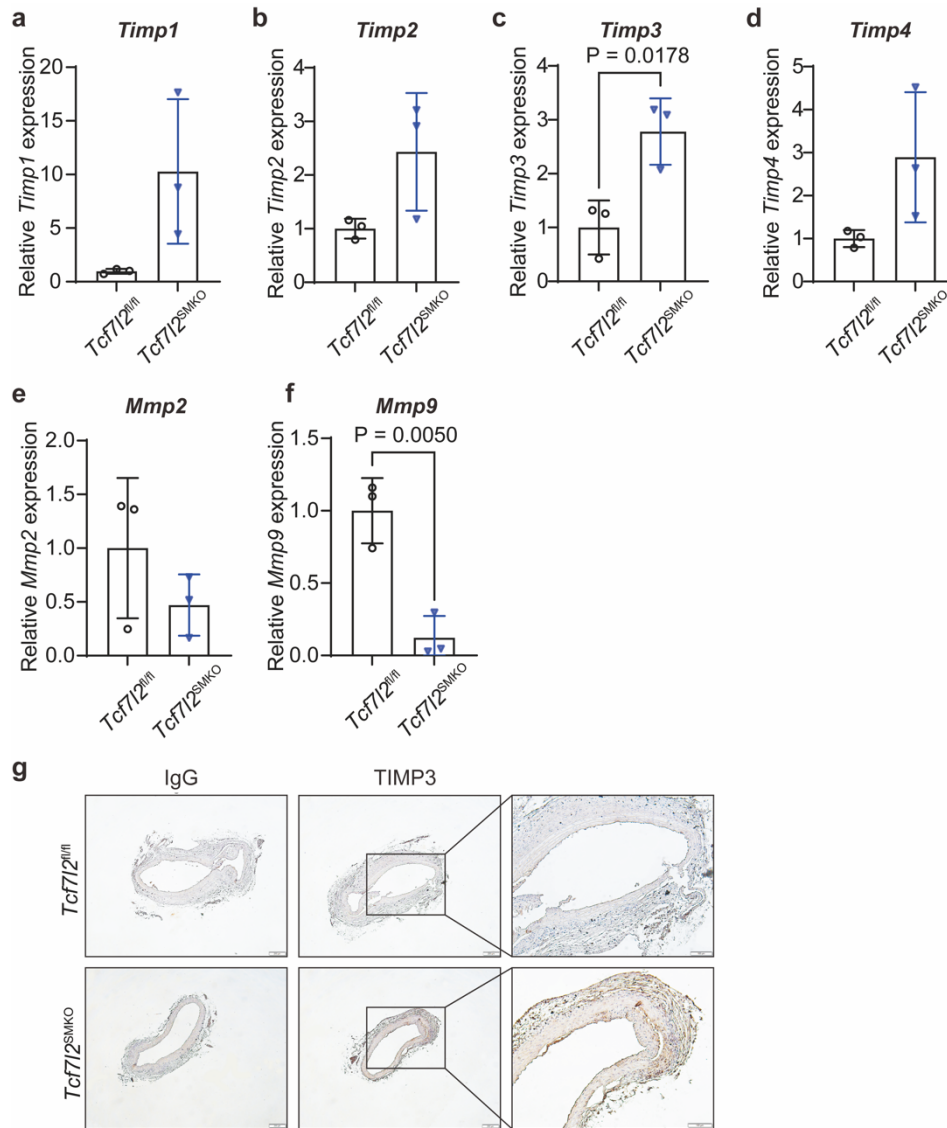 a
Timp1
Relative Timp1 expression
20
15
10
5
0
Tcf7l2fl/fl
Tcf7l2SMKO
b
Timp2
Relative Timp2 expression
4
3
2
1
0
Tcf7l2fl/fl
Tcf7l2SMKO
c
Timp3
P = 0.0178
Relative Timp3 expression
4
3
2
1
0
Tcf7l2fl/fl
Tcf7l2SMKO
d
Timp4
Relative Timp4 expression
5
4
3
2
1
0
Tcf7l2fl/fl
Tcf7l2SMKO
e
Mmp2
Relative Mmp2 expression
2.0
1.5
1.0
0.5
0.0
Tcf7l2fl/fl
Tcf7l2SMKO
f
Mmp9
P = 0.0050
Relative Mmp9 expression
1.5
1.0
0.5
0.0
Tcf7l2fl/fl
Tcf7l2SMKO
g
IgG
TIMP3
Tcf7l2fl/fl
Tcf7l2SMKO